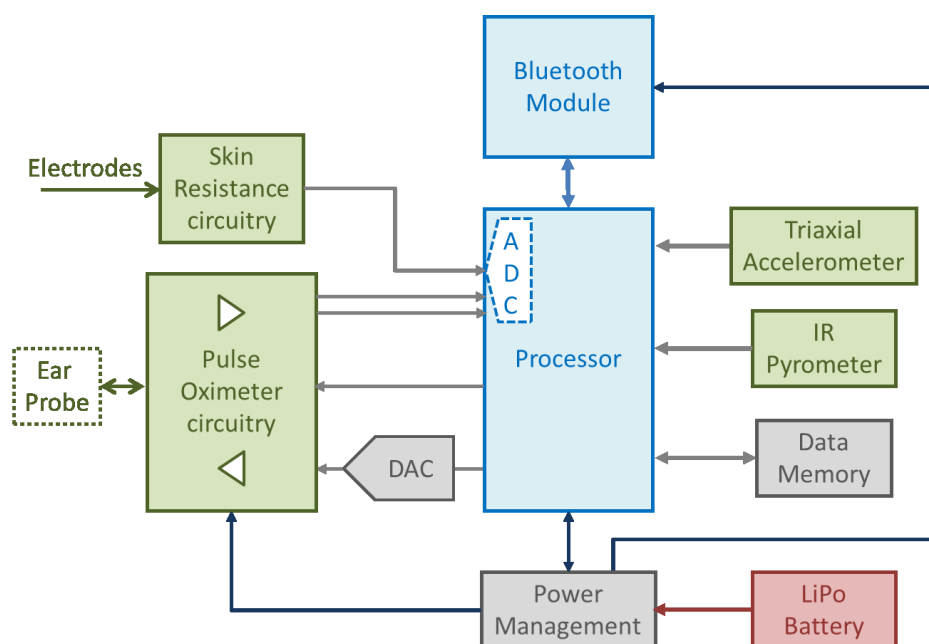 Bluetooth
Module
Electrodes
Skin
Resistance
circuitry
A
D
C
Triaxial
Accelerometer
Pulse
Oximeter
circuitry
Processor
IR
Pyrometer
Ear
Probe
DAC
Data
Memory
Power
Management
LiPo
Battery